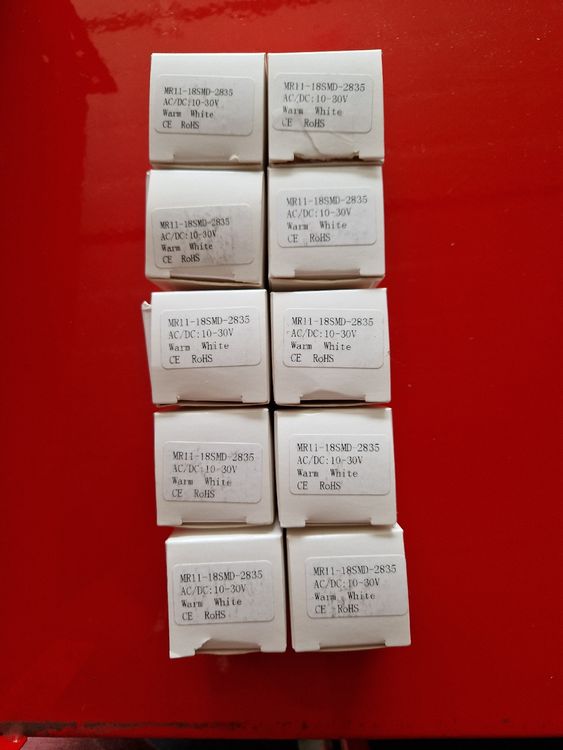 MR11-18SMD-2835
AC/DC:10-30V
Warm White
CE RoHS
MR11-18SMD-2835
AC/DC:10-30V
Warm White
CE RoHS
MR11-18SMD-2835
AC/DC:10-30V
Warm White
CE RoHS
MR11-18SMD-2835
AC/DC:10-30V
Warm White
CE RoHS
MR11-18SMD-2835
AC/DC:10-30V
Warm White
CE RoHS
MR11-18SMD-2835
AC/DC:10-30V
Warm White
CE RoHS
MR11-18SMD-2835
AC/DC:10-30V
Warm White
CE RoHS
MR11-18SMD-2835
AC/DC:10-30V
Warm White
CE RoHS
MR11-18SMD-2835
AC/DC:10-30V
Warm White
CE RoHS
MR11-18SMD-2835
AC/DC:10-30V
Warm White
CE RoHS